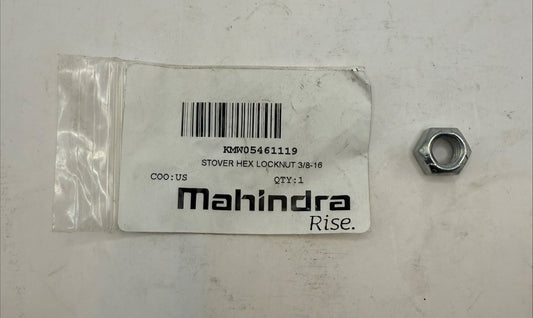 KMW05461119
STOVER HEX LOCKNUT 3/8-16
COO:US QTY:1
Mahindra
Rise.